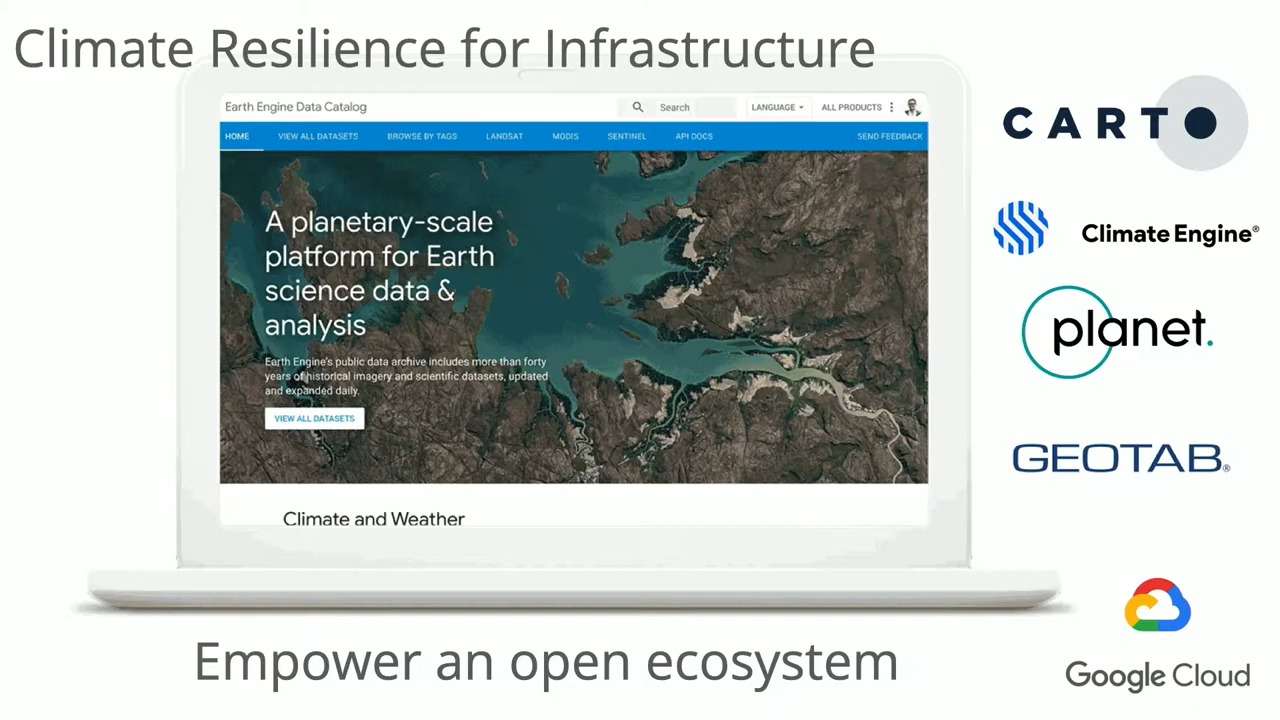 Climate Resilience for Infrastructure
Earth Engine Data Catalog
Search
LANGUAGE
ALL PRODUCTS
HOME
VIEW ALL DATASETS
BROWSE BY TAGS
LANDSAT
MODIS
SENTINEL
API DOCS
SEND FEEDBACK
A planetary-scale
platform for Earth
science data &
analysis
Earth Engine's public data archive includes more than forty
years of historical imagery and scientific datasets, updated
and expanded daily.
VIEW ALL DATASETS
Climate and Weather
CARTO
Climate Engine®
planet.
GEOTAB®
Google Cloud
Empower an open ecosystem